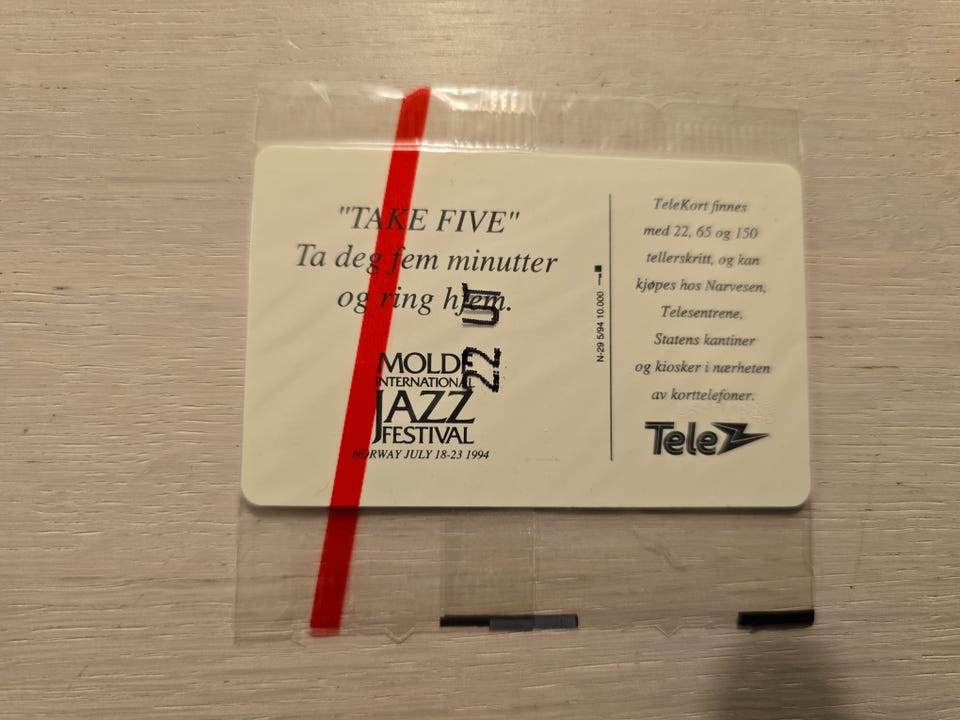 "TAKE FIVE"
Ta deg fem minutter
og ring hjem.
22 UT
MOLDE
INTERNATIONAL
JAZZ
FESTIVAL
NORWAY JULY 18-23 1994
N-29 5/94 10.000
TeleKort finnes
med 22, 65 og 150
tellerskritt, og kan
kjøpes hos Narvesen,
Telesentrene,
Statens kantiner
og kiosker i nærheten
av korttelefoner.
Tele